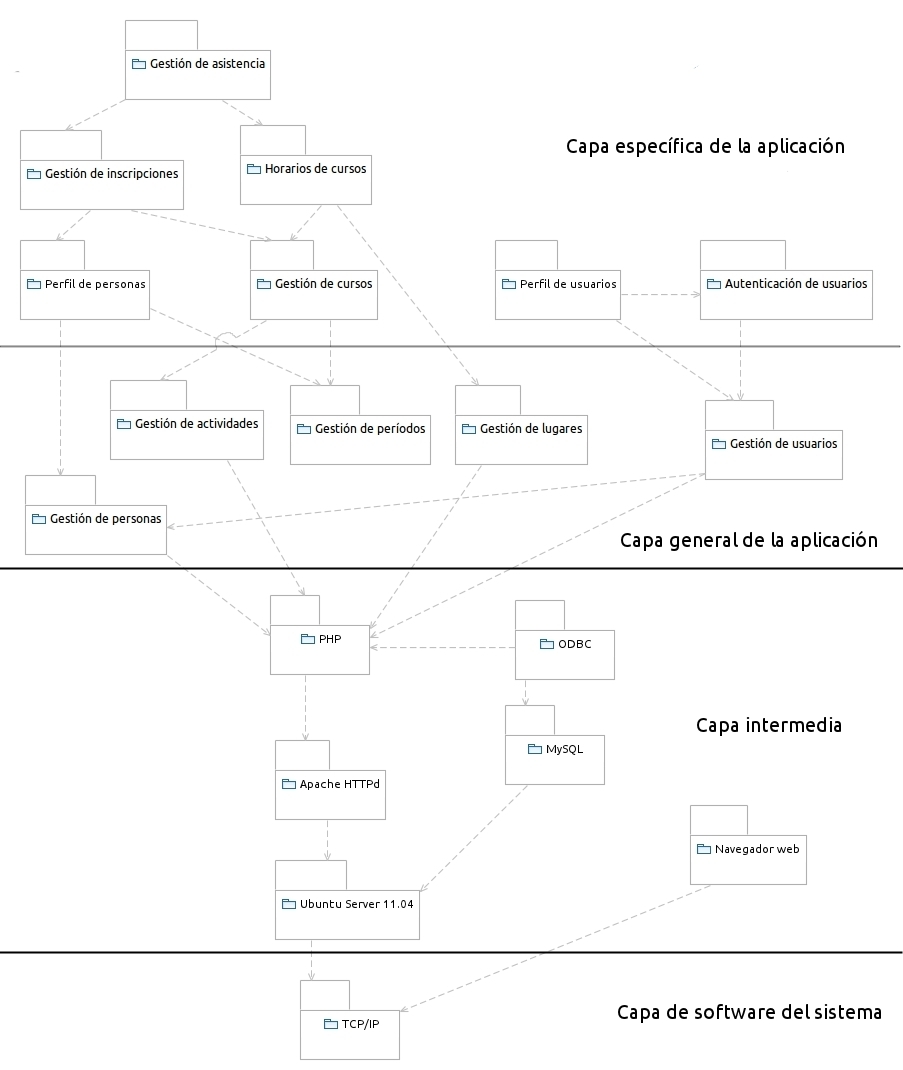 Gestión de asistencia
Capa específica de la aplicación
Gestión de inscripciones
Horarios de cursos
Perfil de personas
Gestión de cursos
Perfil de usuarios
Autenticación de usuarios
Gestión de actividades
Gestión de períodos
Gestión de lugares
Gestión de usuarios
Gestión de personas
Capa general de la aplicación
PHP
ODBC
Capa intermedia
MySQL
Apache HTTPd
Navegador web
Ubuntu Server 11.04
Capa de software del sistema
TCP/IP